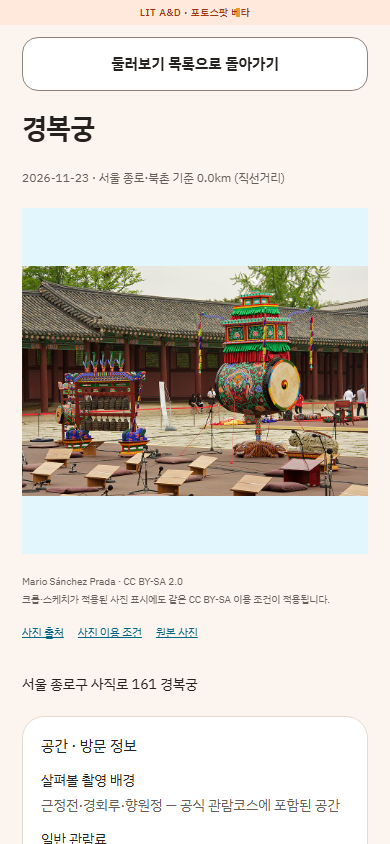 LIT A&D · 포토스팟 베타
둘러보기 목록으로 돌아가기
경복궁
2026-11-23 · 서울 종로·북촌 기준 0.0km (직선거리)
Mario Sánchez Prada · CC BY-SA 2.0
크롭·스케치가 적용된 사진 표시에도 같은 CC BY-SA 이용 조건이 적용됩니다.
사진 출처 사진 이용 조건 원본 사진
서울 종로구 사직로 161 경복궁
공간 · 방문 정보
살펴볼 촬영 배경
근정전·경회루·향원정 — 공식 관람코스에 포함된 공간
일반 관람료